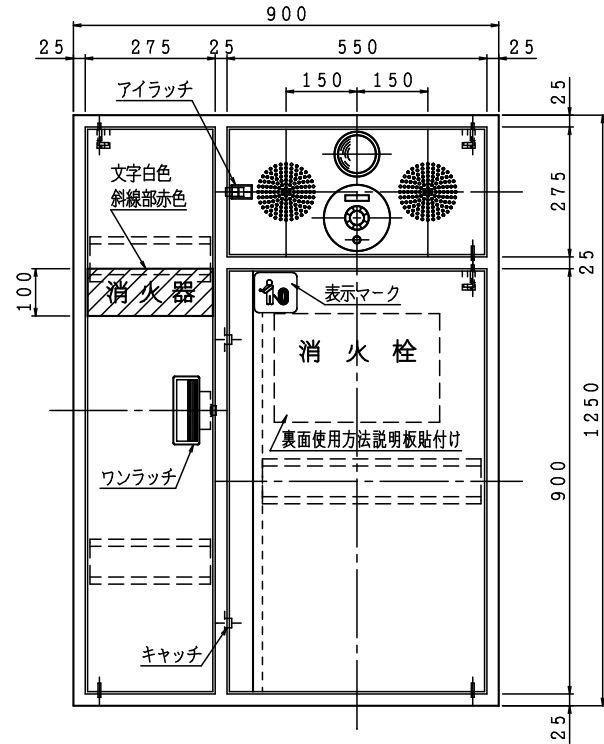 900
25 275 25 550 25
150 150
アイラッチ
25
文字白色
斜線部赤色
275
25
100
消火器
表示マーク
消火栓
1250
裏面使用方法説明板貼付け
ワンラッチ
900
キャッチ
25